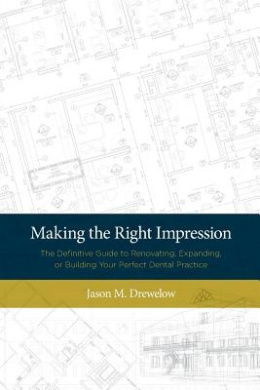 Making the Right Impression
The Definitive Guide to Renovating, Expanding,
or Building Your Perfect Dental Practice
Jason M. Drewelow